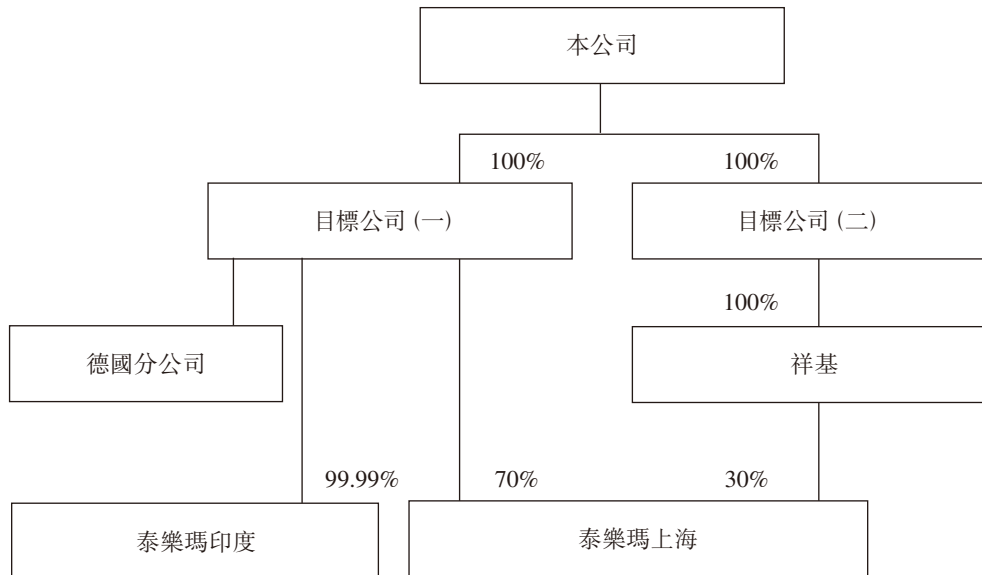 本公司
100%
100%
目標公司 (一)
目標公司 (二)
100%
德國分公司
祥基
99.99%
70%
30%
泰樂瑪印度
泰樂瑪上海